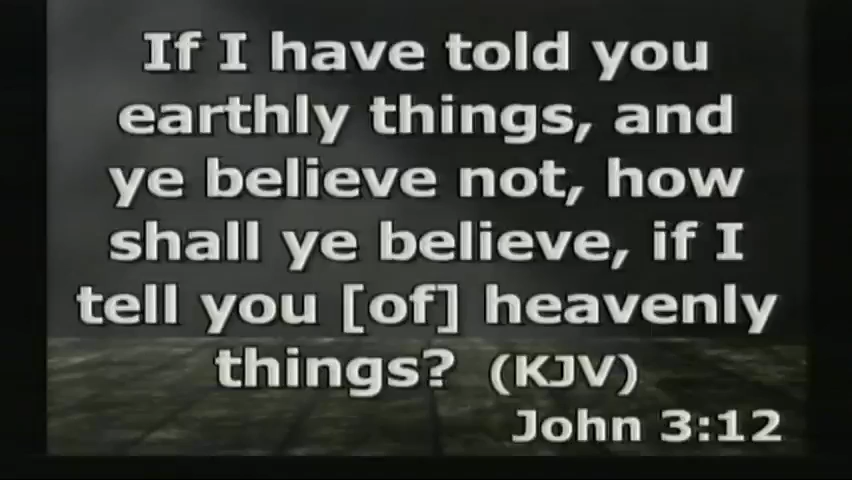 If I have told you
earthly things, and
ye believe not, how
shall ye believe, if I
tell you [of] heavenly
things? (KJV)
John 3:12